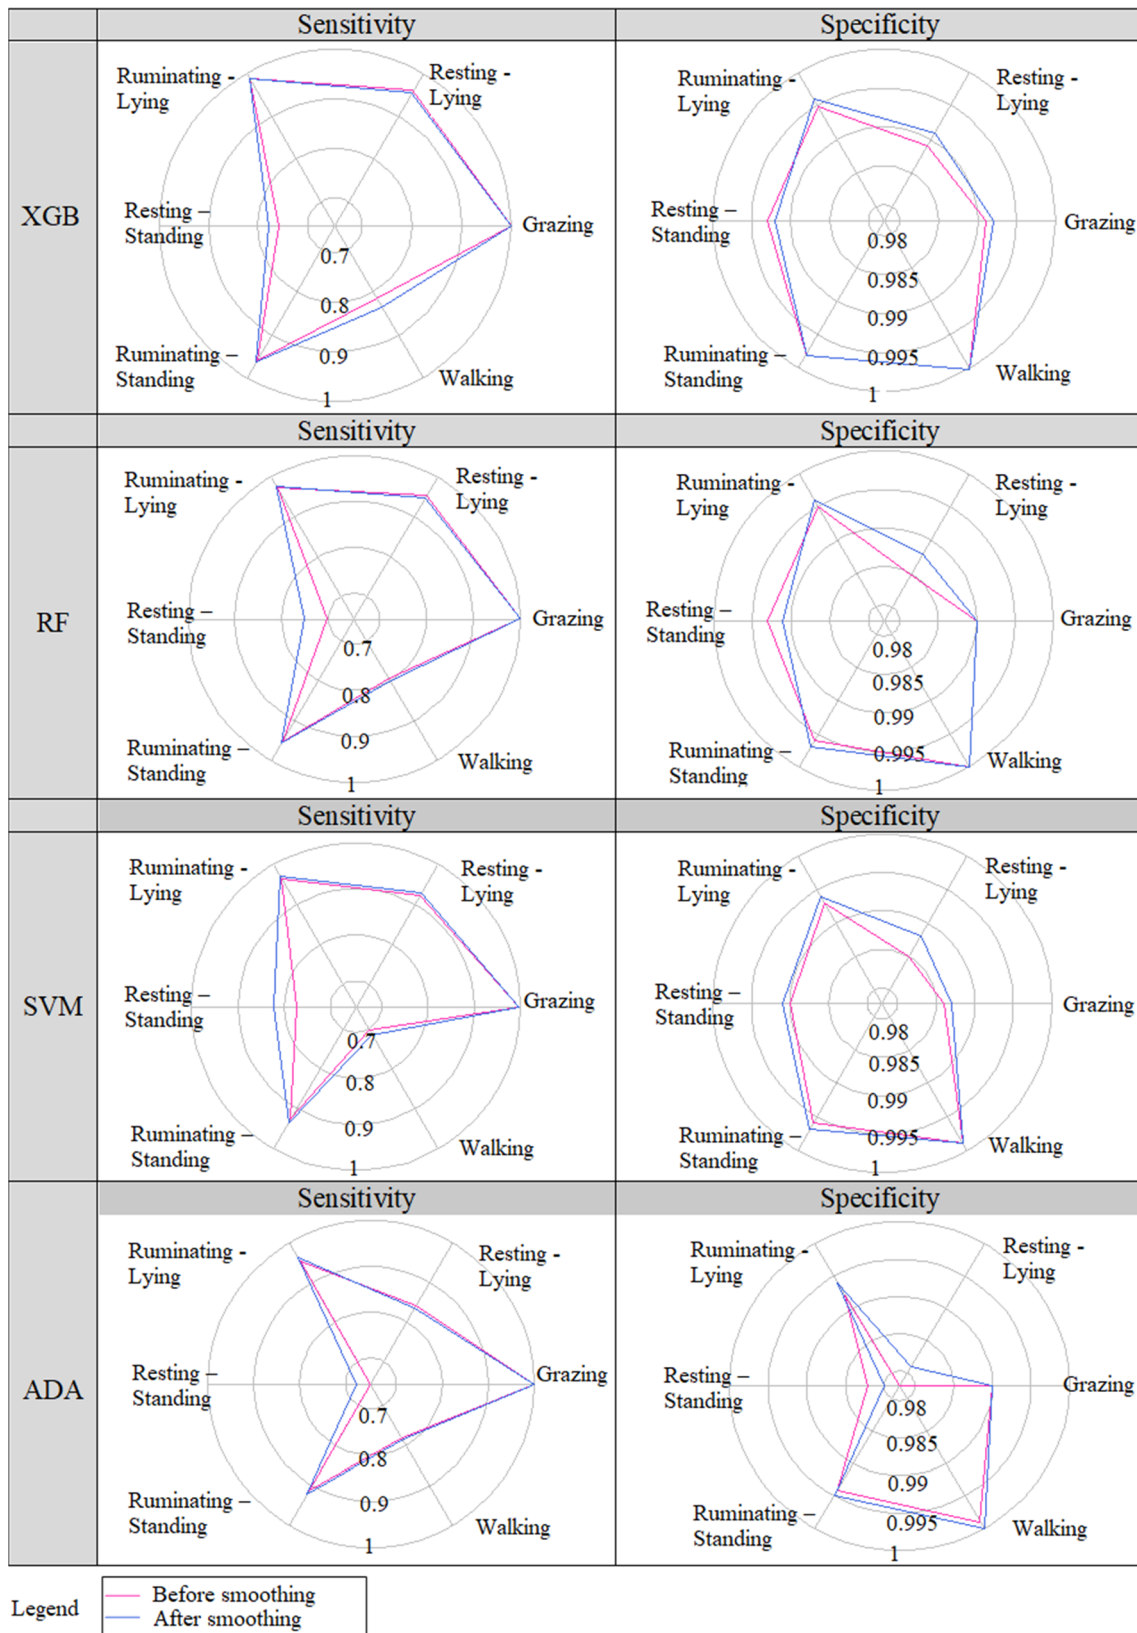 Sensitivity
Specificity
XGB
Ruminating -
Lying
Resting -
Lying
Resting –
Standing
Grazing
Ruminating –
Standing
Walking
0.7
0.8
0.9
1
Ruminating -
Lying
Resting -
Lying
Resting –
Standing
Grazing
Ruminating –
Standing
Walking
0.98
0.985
0.99
0.995
1
Sensitivity
Specificity
RF
Ruminating -
Lying
Resting -
Lying
Resting –
Standing
Grazing
Ruminating –
Standing
Walking
0.7
0.8
0.9
1
Ruminating -
Lying
Resting -
Lying
Resting –
Standing
Grazing
Ruminating –
Standing
Walking
0.98
0.985
0.99
0.995
1
Sensitivity
Specificity
SVM
Ruminating -
Lying
Resting -
Lying
Resting –
Standing
Grazing
Ruminating –
Standing
Walking
0.7
0.8
0.9
1
Ruminating -
Lying
Resting -
Lying
Resting –
Standing
Grazing
Ruminating –
Standing
Walking
0.98
0.985
0.99
0.995
1
Sensitivity
Specificity
ADA
Ruminating -
Lying
Resting -
Lying
Resting –
Standing
Grazing
Ruminating –
Standing
Walking
0.7
0.8
0.9
1
Ruminating -
Lying
Resting -
Lying
Resting –
Standing
Grazing
Ruminating –
Standing
Walking
0.98
0.985
0.99
0.995
1
Legend
Before smoothing
After smoothing